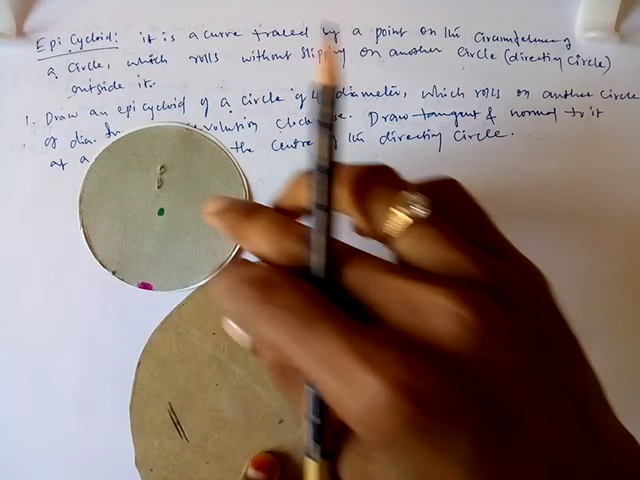 Epi Cycloid: it is a curve traced by a point on the circumference of
a circle, which rolls without slipping on another circle (directing circle)
outside it.
1. Draw an epicycloid of a circle of diameter, which rolls on another circle
of dia. for Draw tangent & normal to it
at a the centre of the directing circle.